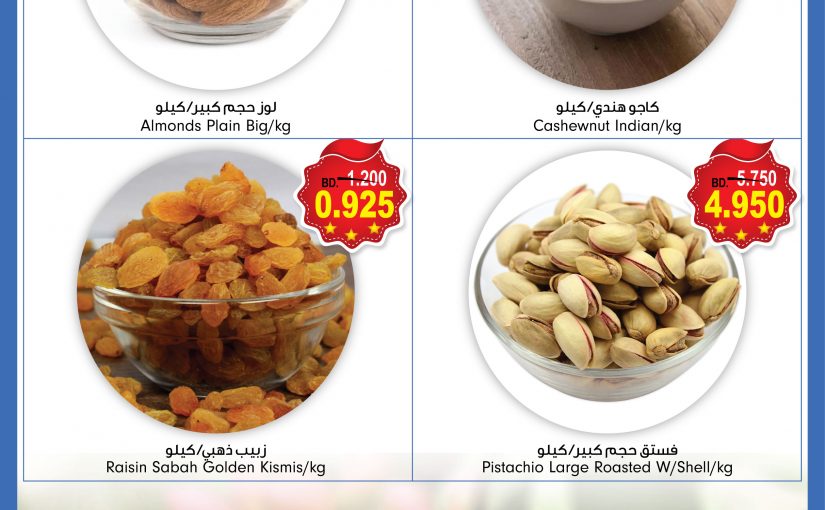 لوز حجم كبير/كيلو
Almonds Plain Big/kg
كاجو هندي/كيلو
Cashewnut Indian/kg
BD. 1.200
0.925
BD. 5.750
4.950
زبيب ذهبي/كيلو
Raisin Sabah Golden Kismis/kg
فستق حجم كبير/كيلو
Pistachio Large Roasted W/Shell/kg